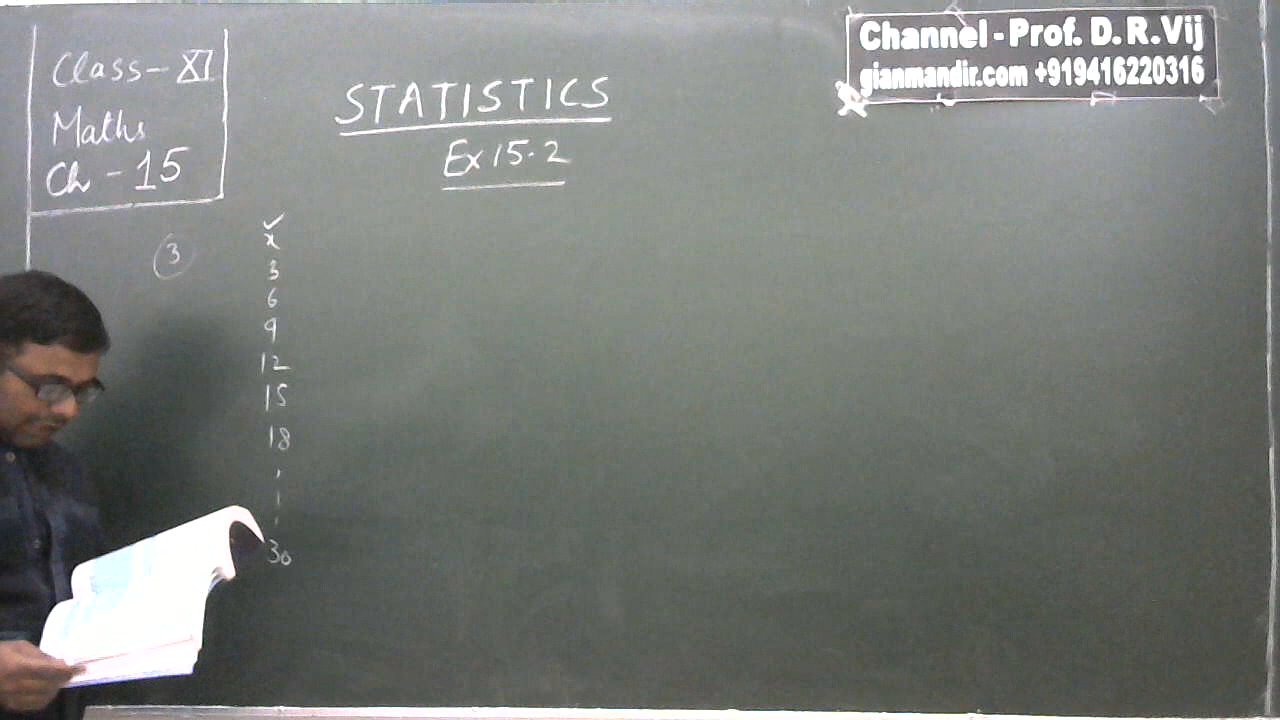 Class-XI
Maths
Ch-15
STATISTICS
Ex 15.2
Channel - Prof. D. R. Vij
gianmandir.com +919416220316
3
x
3
6
9
12
15
18
30